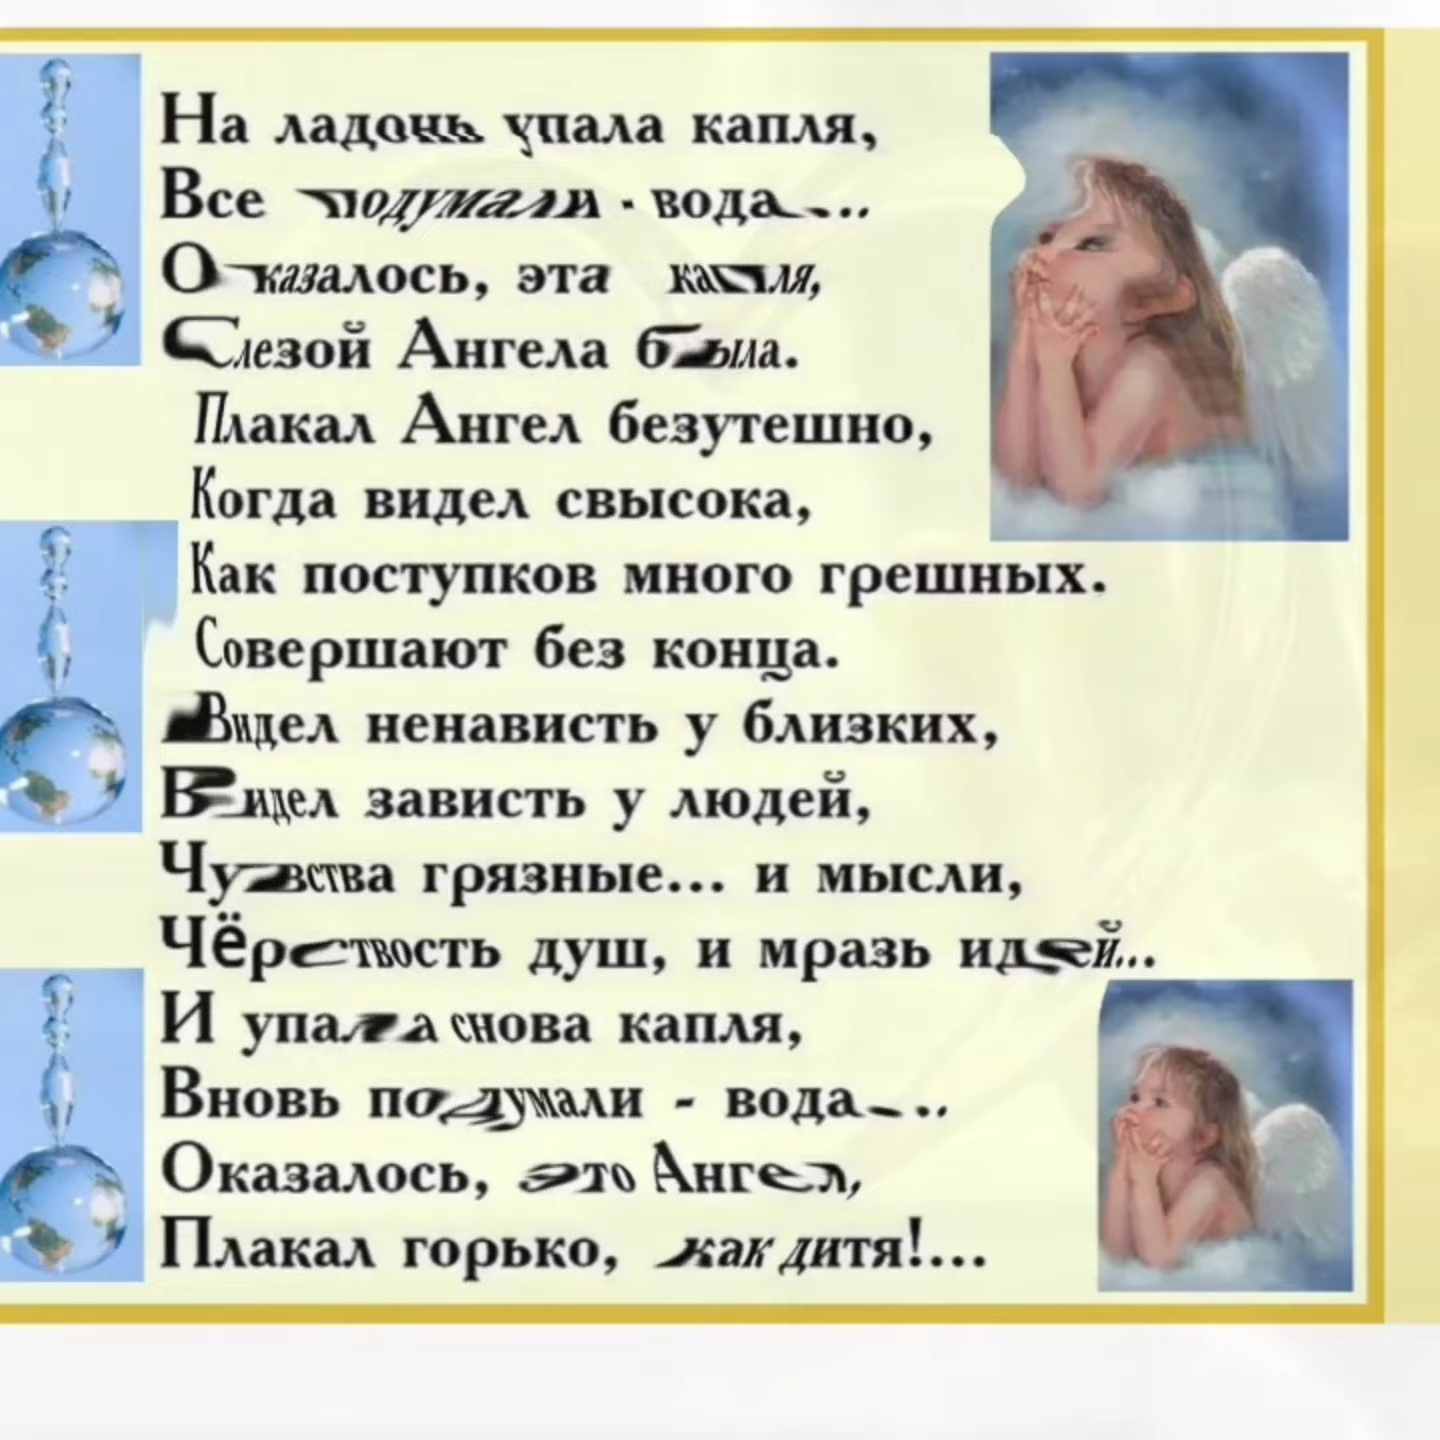 На ладонь упала капля,
Все подумали - вода....
Оказалось, эта капля,
Слезой Ангела была.
Плакал Ангел безутешно,
Когда видел свысока,
Как поступков много грешных.
Совершают без конца.
Видел ненависть у близких,
Видел зависть у людей,
Чувства грязные... и мысли,
Чёрствость душ, и мразь идей...
И упала снова капля,
Вновь подумали - вода...
Оказалось, это Ангел,
Плакал горько, как дитя!...